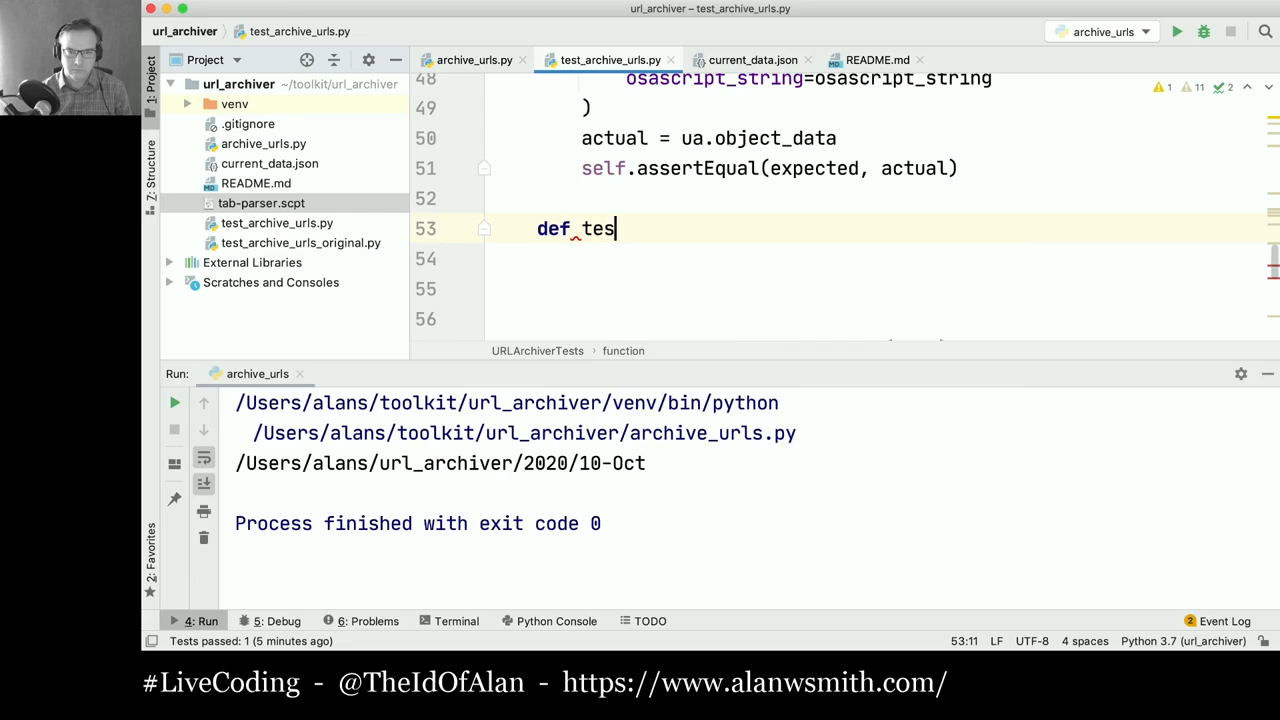 url_archiver – test_archive_urls.py
url_archiver test_archive_urls.py archive_urls
1: Project
Z: Structure
2: Favorites
Project
archive_urls.py test_archive_urls.py current_data.json README.md
url_archiver ~/toolkit/url_archiver
venv
.gitignore
archive_urls.py
current_data.json
README.md
tab-parser.scpt
test_archive_urls.py
test_archive_urls_original.py
External Libraries
Scratches and Consoles
1 11 2
48 osascript_string=osascript_string
49 )
50 actual = ua.object_data
51 self.assertEqual(expected, actual)
52
53 def tes
54
55
56
URLArchiverTests › function
Run: archive_urls
/Users/alans/toolkit/url_archiver/venv/bin/python
/Users/alans/toolkit/url_archiver/archive_urls.py
/Users/alans/url_archiver/2020/10-Oct
Process finished with exit code 0
4: Run 5: Debug 6: Problems Terminal Python Console TODO 2 Event Log
Tests passed: 1 (5 minutes ago) 53:11 LF UTF-8 4 spaces Python 3.7 (url_archiver)
#LiveCoding - @TheIdOfAlan - https://www.alanwsmith.com/